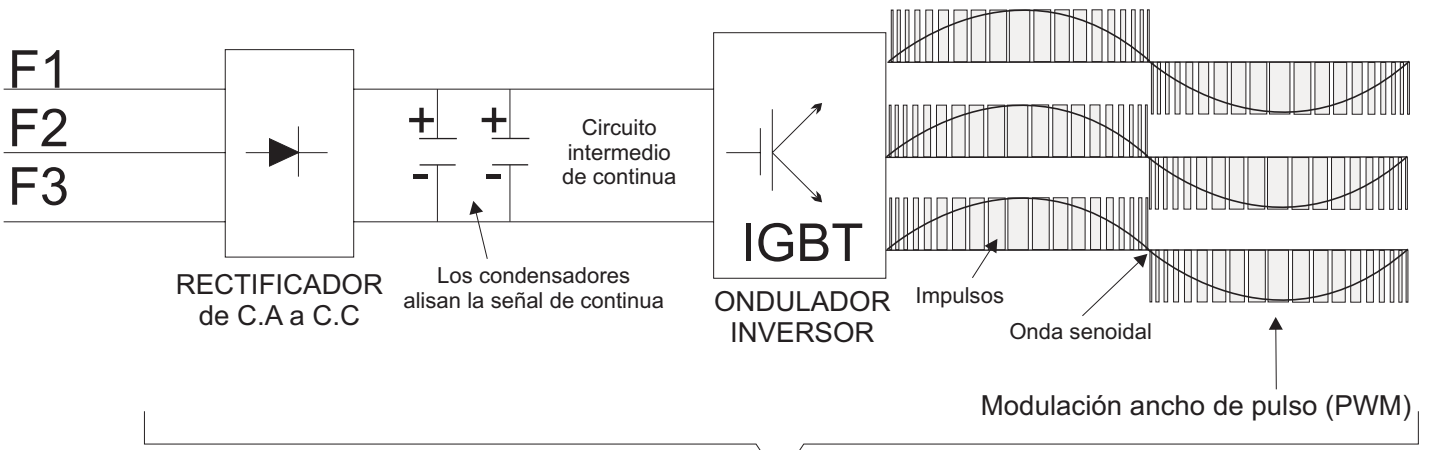 F1
F2
F3
RECTIFICADOR
de C.A a C.C
+
+
-
-
Los condensadores
alisan la señal de continua
Circuito
intermedio
de continua
IGBT
ONDULADOR
INVERSOR
Impulsos
Onda senoidal
Modulación ancho de pulso (PWM)